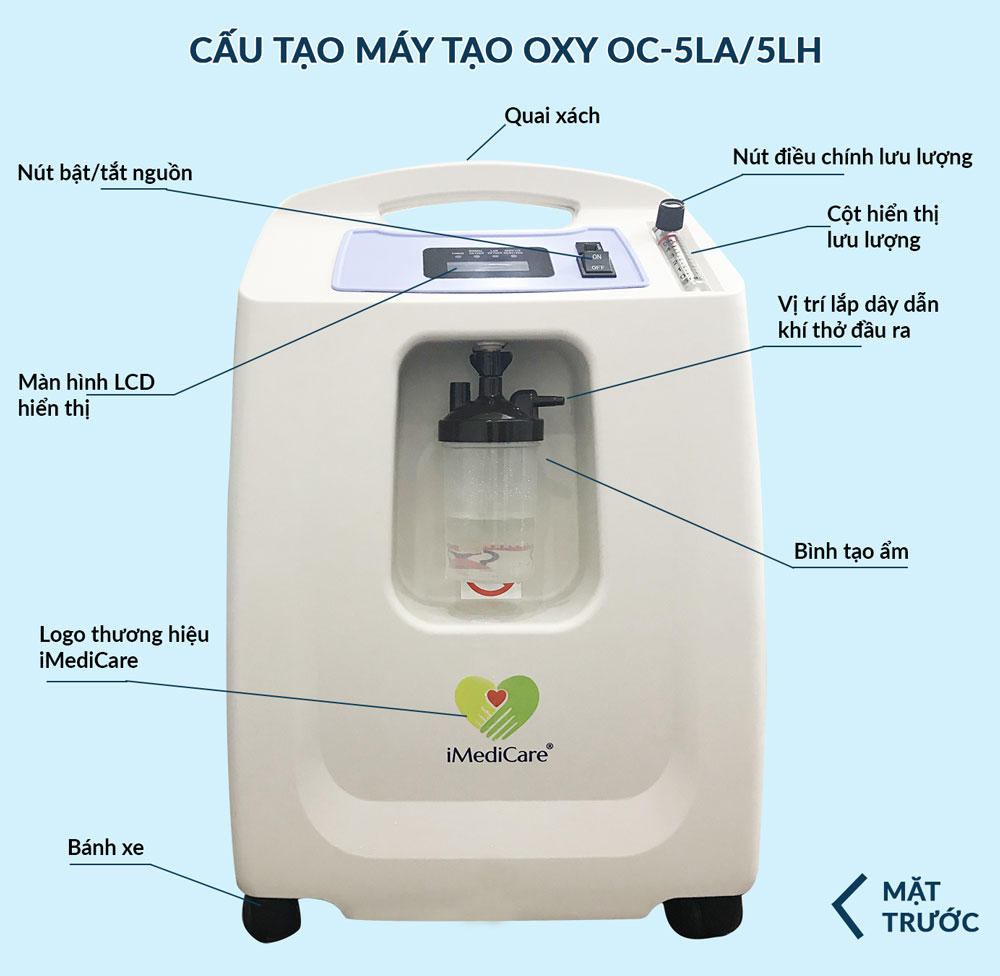 CẤU TẠO MÁY TẠO OXY OC-5LA/5LH
Quai xách
Nút bật/tắt nguồn
Nút điều chính lưu lượng
Cột hiển thị
lưu lượng
ON
OFF
Vị trí lắp dây dẫn
khí thở đầu ra
Màn hình LCD
hiển thị
Bình tạo ẩm
Logo thương hiệu
iMediCare
iMediCare®
Bánh xe
MẶT
TRƯỚC